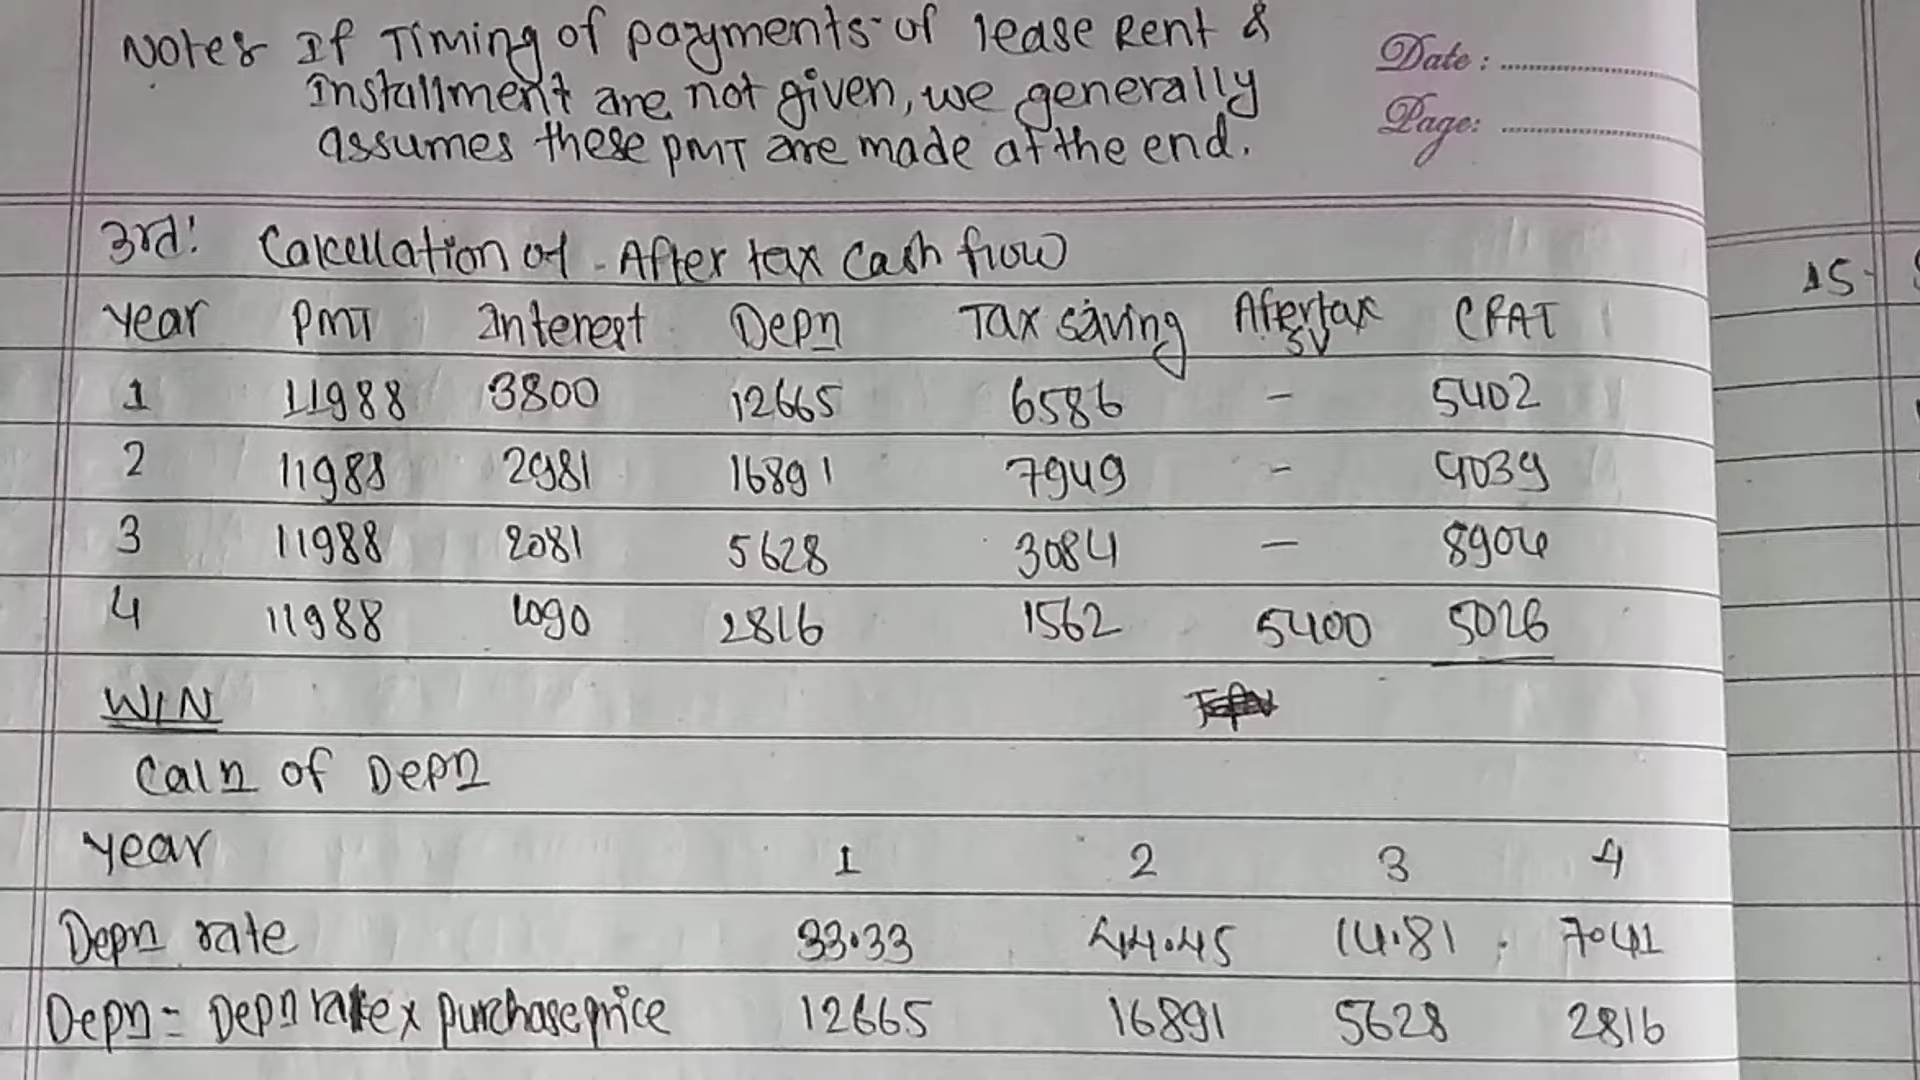 Notes If Timing of payments of lease Rent &
Installment are not given, we generally
assumes these PMT are made at the end.
Date :
Page:
3rd: Calcullation of After tax Cash flow
Year PMT Interest Depn Tax saving Aftertax SV CFAT
1 11988 3800 12665 6586 - 5402
2 11988 2981 16891 7949 - 4039
3 11988 2081 5628 3084 - 8904
4 11988 1090 2816 1562 5400 5026
W/N
Caln of Depn
Year 1 2 3 4
Depn rate 33.33 44.45 14.81 7.41
Depn = Depn rate x purchase price 12665 16891 5628 2816
15